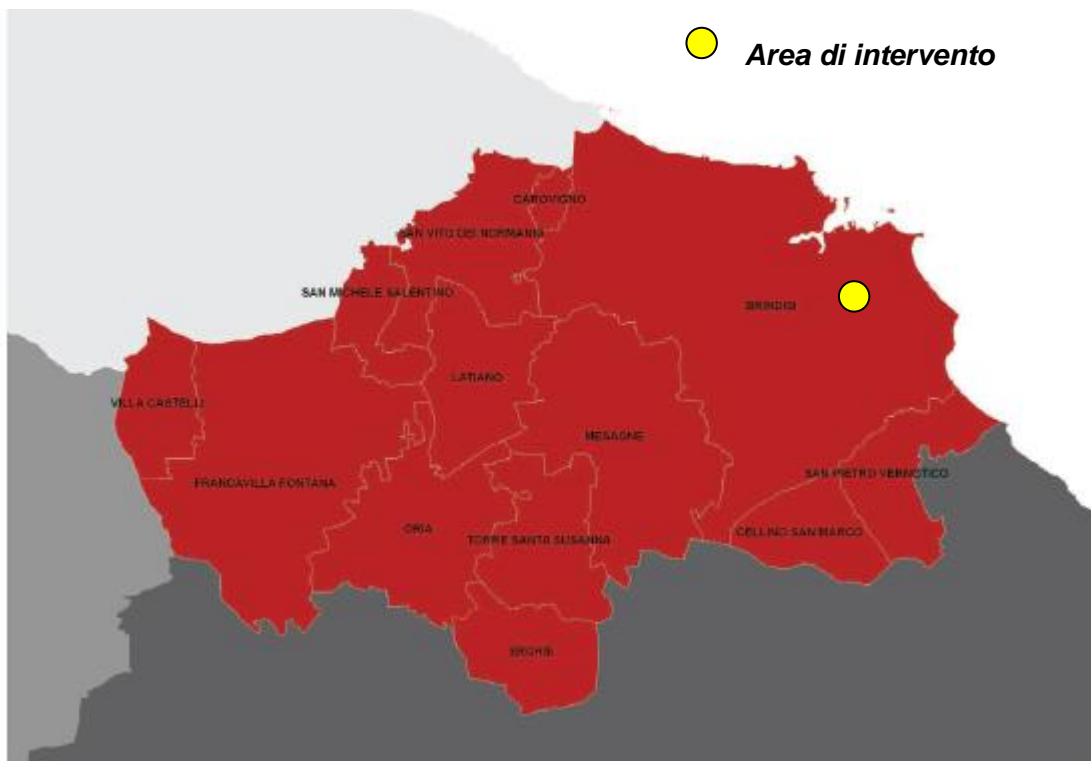 Area di intervento
CAROVIGNO
SAN VITO DEI NORMANNI
SAN MICHELE SALENTINO
BRINDISI
LATIANO
VILLA CASTELLI
MESAGNE
FRANCAVILLA FONTANA
SAN PIETRO VERNOTICO
ORIA
TORRE SANTA SUSANNA
CELLINO SAN MARCO
ERCHIE